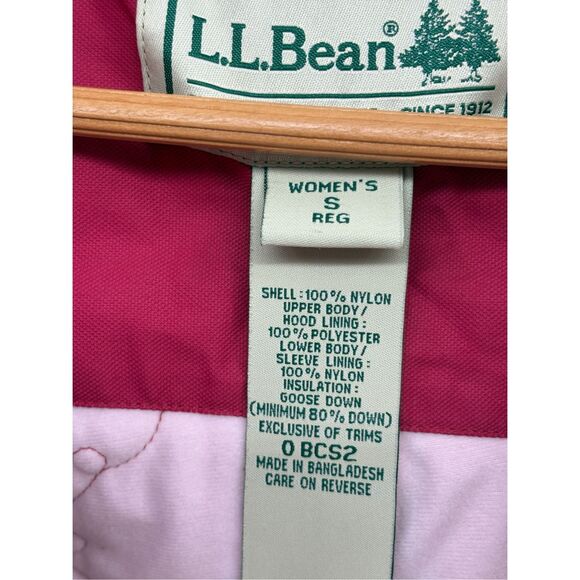 L.L.Bean®
SINCE 1912
WOMEN'S
S
REG
SHELL:100% NYLON
UPPER BODY/
HOOD LINING:
100% POLYESTER
LOWER BODY/
SLEEVE LINING:
100% NYLON
INSULATION:
GOOSE DOWN
(MINIMUM 80% DOWN)
EXCLUSIVE OF TRIMS
0 BCS2
MADE IN BANGLADESH
CARE ON REVERSE